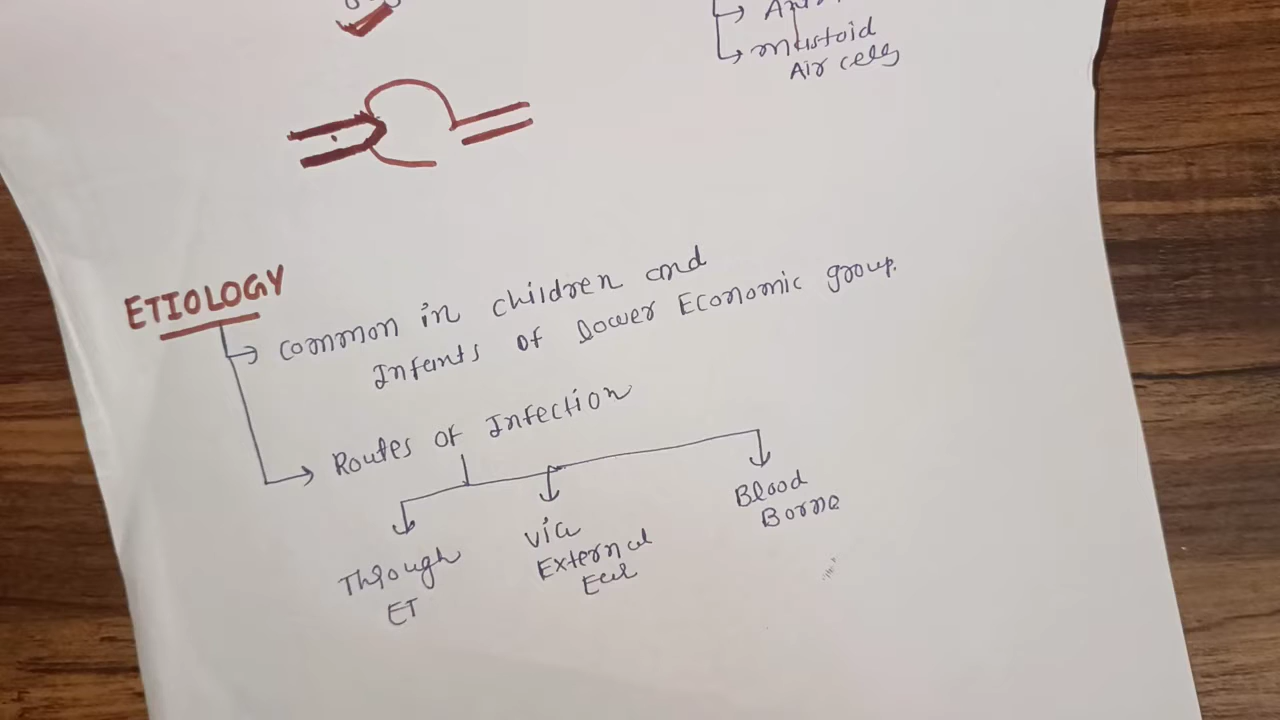 mastoid
Air cells
ETIOLOGY
common in children and
Infants of lower Economic group.
Routes of Infection
Through
ET
via
External
Ear
Blood
Borne